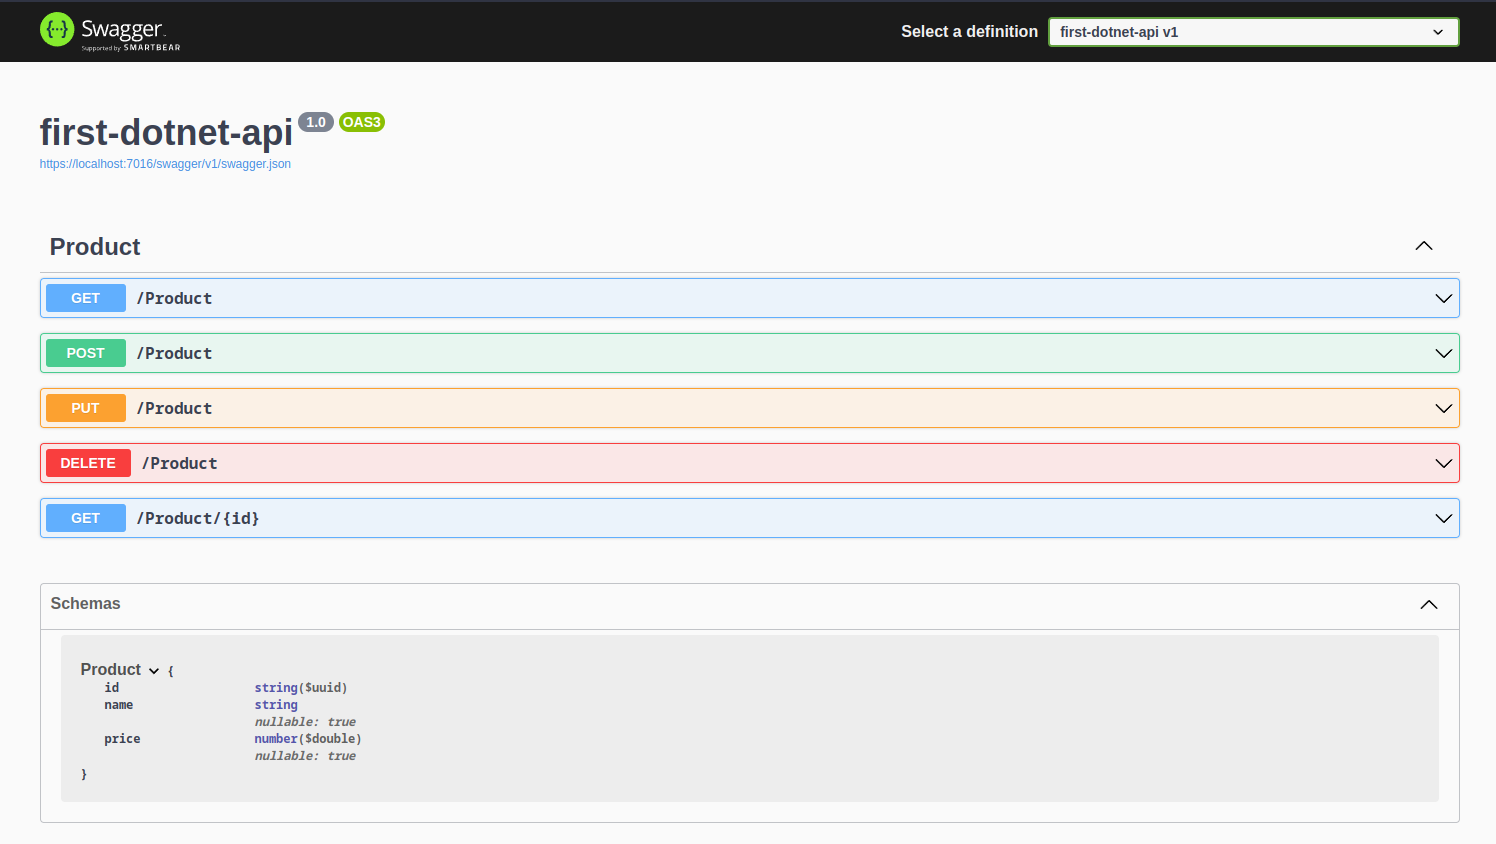 {···} Swagger
Supported by SMARTBEAR
Select a definition
first-dotnet-api v1
first-dotnet-api 1.0 OAS3
https://localhost:7016/swagger/v1/swagger.json
Product
GET /Product
POST /Product
PUT /Product
DELETE /Product
GET /Product/{id}
Schemas
Product {
id string($uuid)
name string
nullable: true
price number($double)
nullable: true
}